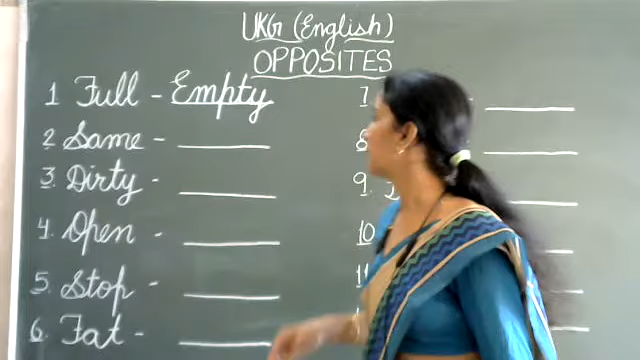 UKG (English)
OPPOSITES
1 Full - Empty
2. Same -
3. Dirty -
4. Open -
5. Stop -
6. Fat -
7.
8.
9.
10
11